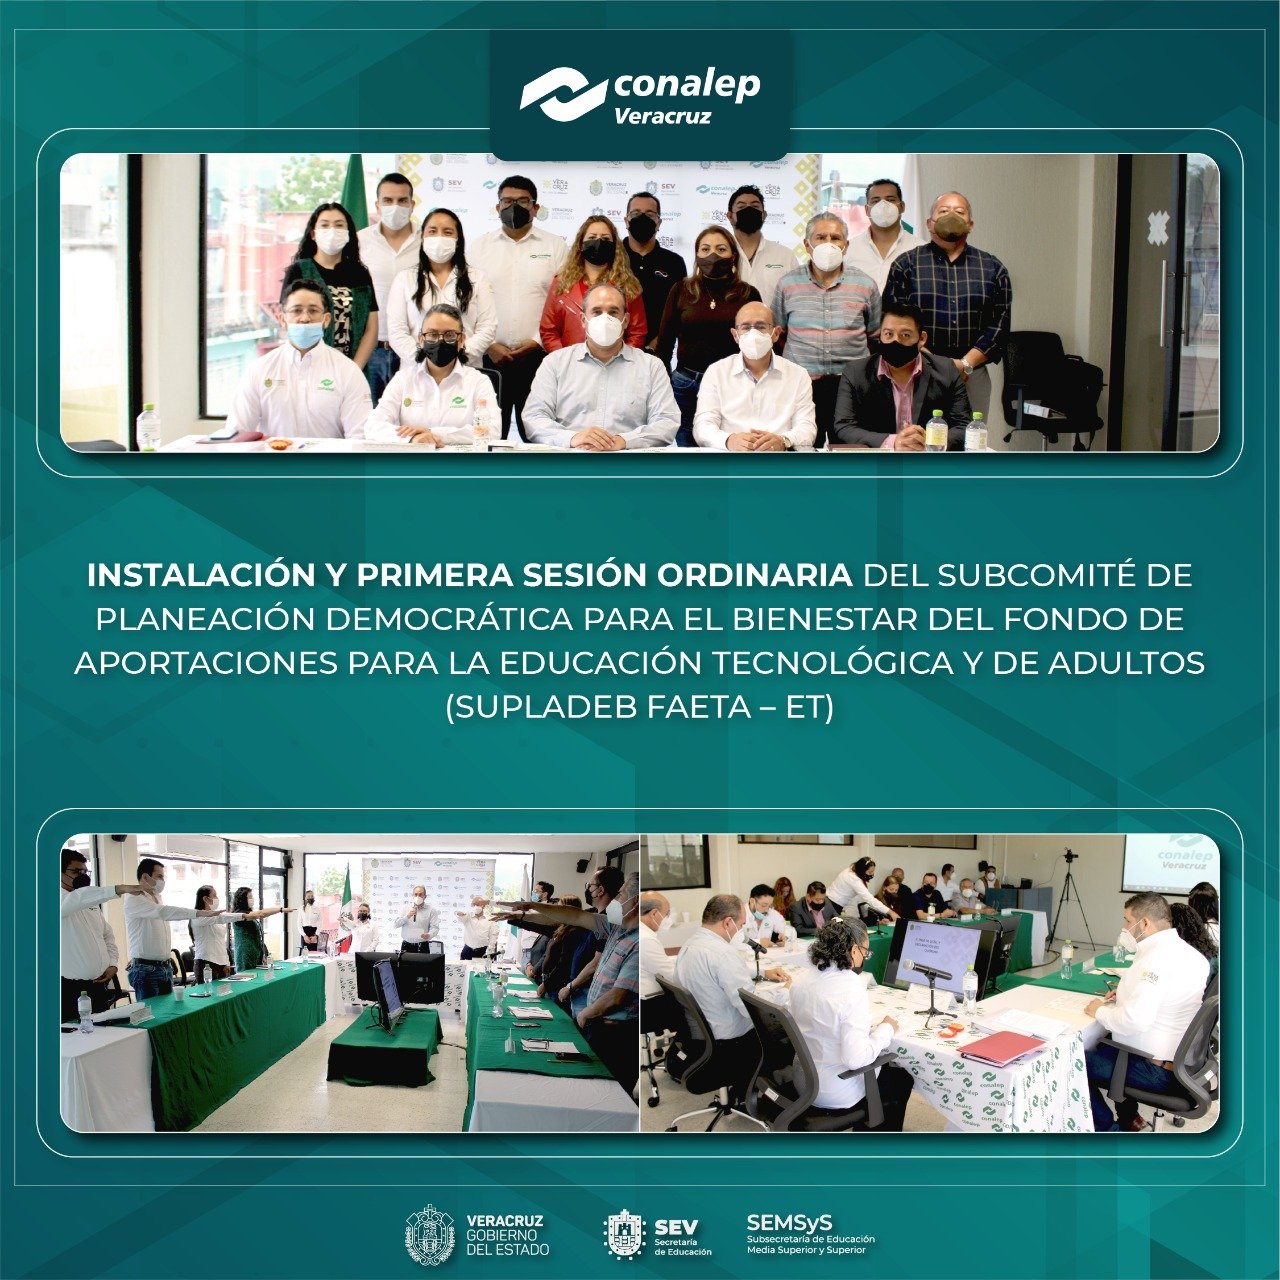 conalep
Veracruz
INSTALACIÓN Y PRIMERA SESIÓN ORDINARIA DEL SUBCOMITÉ DE
PLANEACIÓN DEMOCRÁTICA PARA EL BIENESTAR DEL FONDO DE
APORTACIONES PARA LA EDUCACIÓN TECNOLÓGICA Y DE ADULTOS
(SUPLADEB FAETA – ET)
conalep
Veracruz
VERACRUZ
GOBIERNO
DEL ESTADO
SEV
Secretaría
de Educación
SEMSyS
Subsecretaría de Educación
Media Superior y Superior